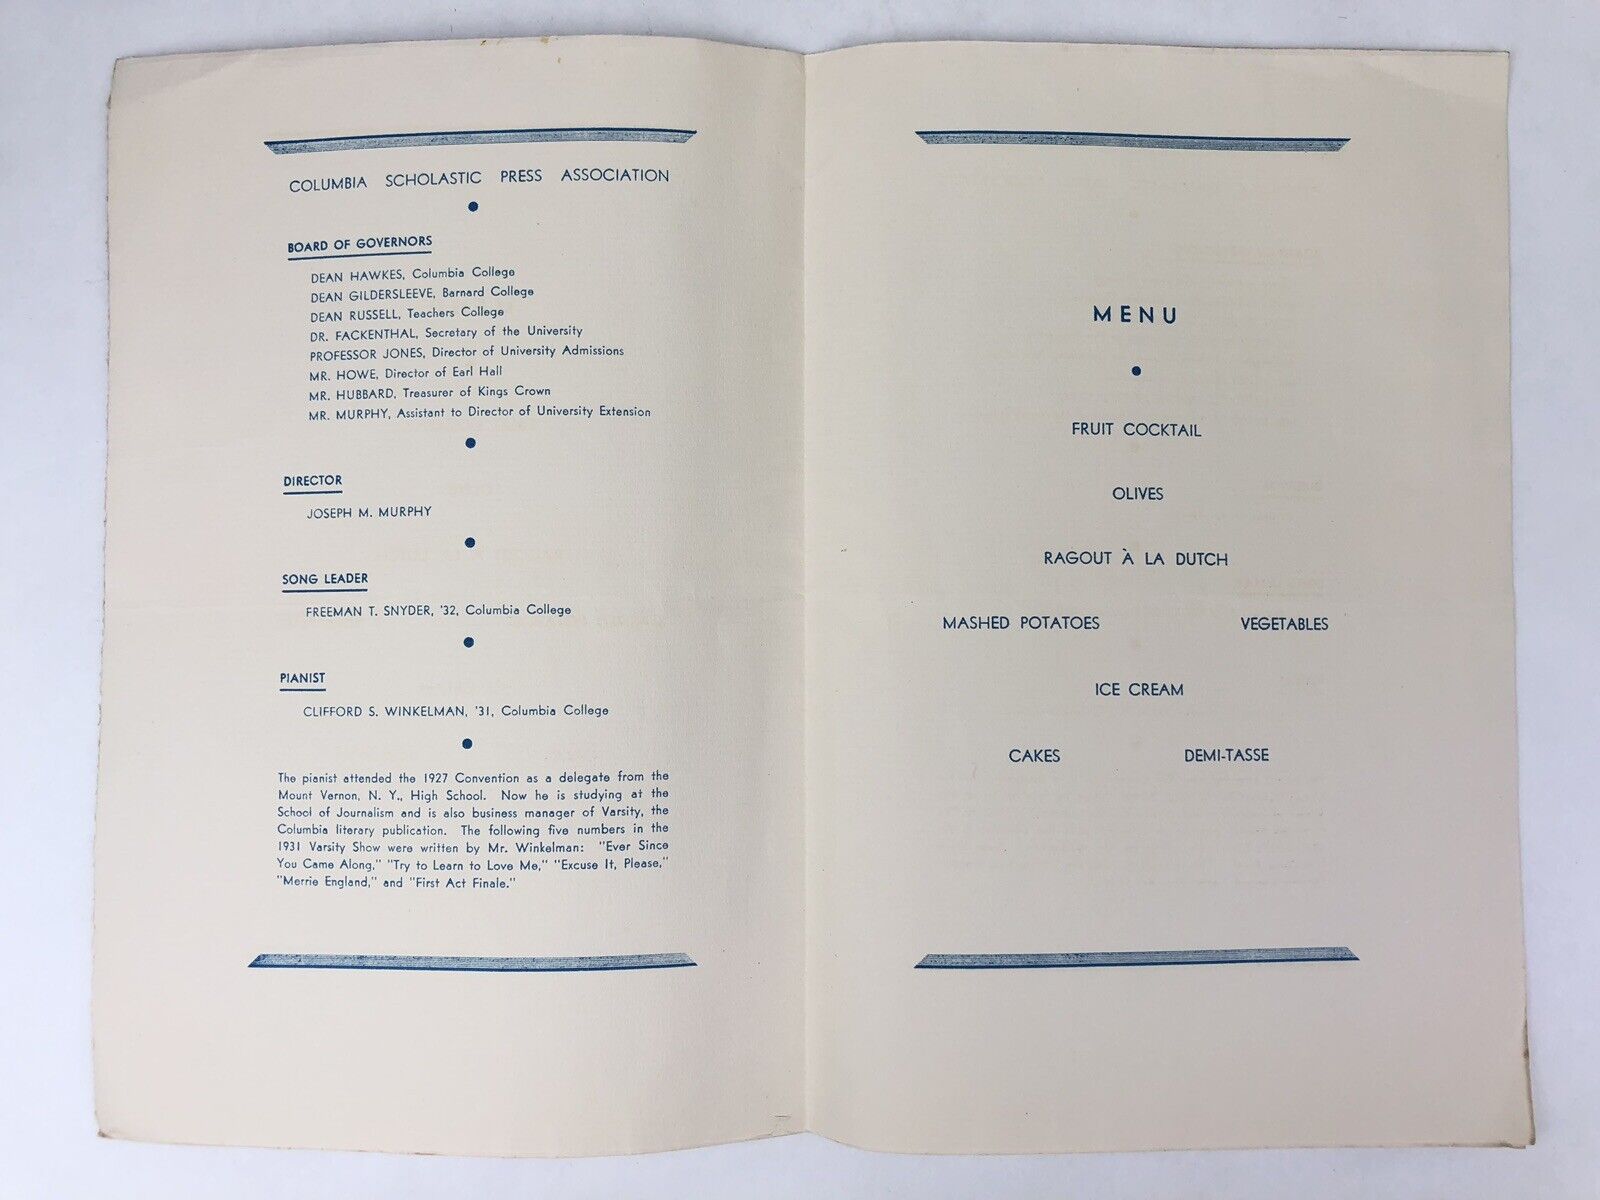 COLUMBIA SCHOLASTIC PRESS ASSOCIATION
BOARD OF GOVERNORS
DEAN HAWKES, Columbia College
DEAN GILDERSLEEVE, Barnard College
DEAN RUSSELL, Teachers College
DR. FACKENTHAL, Secretary of the University
PROFESSOR JONES, Director of University Admissions
MR. HOWE, Director of Earl Hall
MR. HUBBARD, Treasurer of Kings Crown
MR. MURPHY, Assistant to Director of University Extension
DIRECTOR
JOSEPH M. MURPHY
SONG LEADER
FREEMAN T. SNYDER, '32, Columbia College
PIANIST
CLIFFORD S. WINKELMAN, '31, Columbia College
The pianist attended the 1927 Convention as a delegate from the
Mount Vernon, N. Y., High School. Now he is studying at the
School of Journalism and is also business manager of Varsity, the
Columbia literary publication. The following five numbers in the
1931 Varsity Show were written by Mr. Winkelman: "Ever Since
You Came Along," "Try to Learn to Love Me," "Excuse It, Please,"
"Merrie England," and "First Act Finale."
MENU
FRUIT COCKTAIL
OLIVES
RAGOUT À LA DUTCH
MASHED POTATOES VEGETABLES
ICE CREAM
CAKES DEMI-TASSE